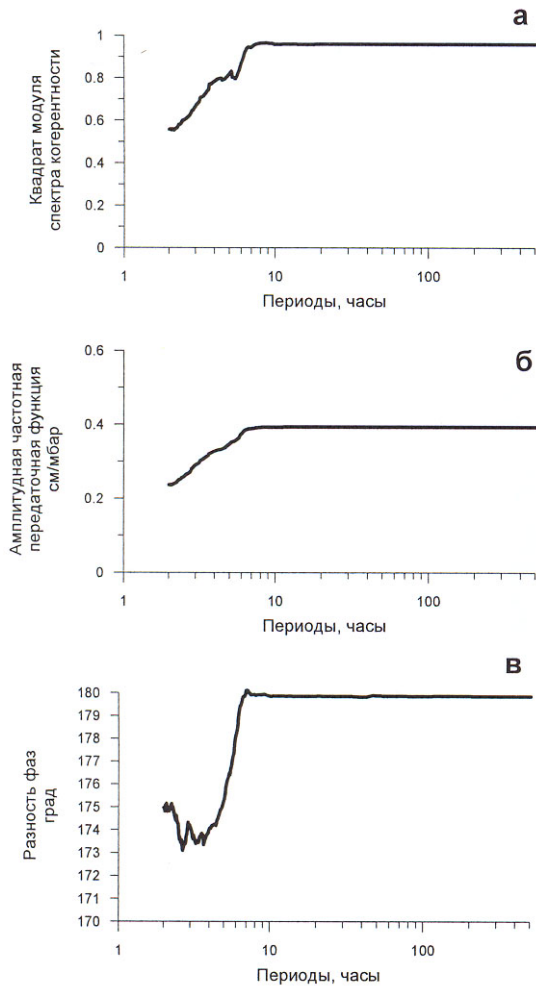 а
1
0.8
0.6
0.4
0.2
0
Квадрат модуля
спектра когерентности
1 10 100
Периоды, часы
б
0.6
0.4
0.2
0
Амплитудная частотная
передаточная функция
см/мбар
1 10 100
Периоды, часы
в
180
179
178
177
176
175
174
173
172
171
170
Разность фаз
град
1 10 100
Периоды, часы